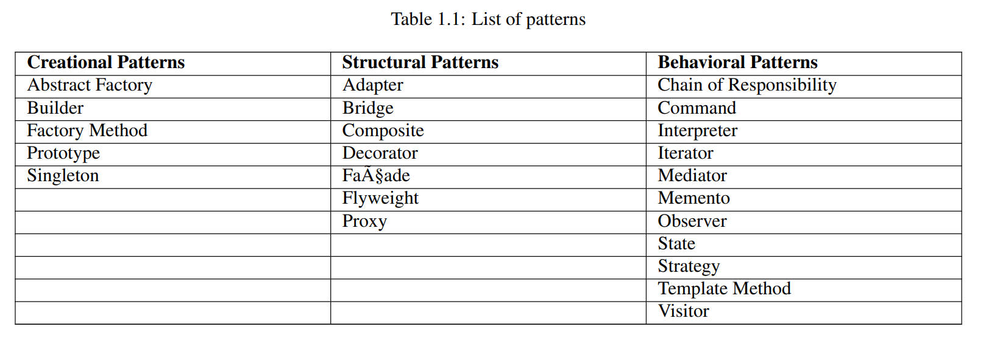 Table 1.1: List of patterns
Creational Patterns Structural Patterns Behavioral Patterns
Abstract Factory Adapter Chain of Responsibility
Builder Bridge Command
Factory Method Composite Interpreter
Prototype Decorator Iterator
Singleton FaÃ§ade Mediator
Flyweight Memento
Proxy Observer
State
Strategy
Template Method
Visitor